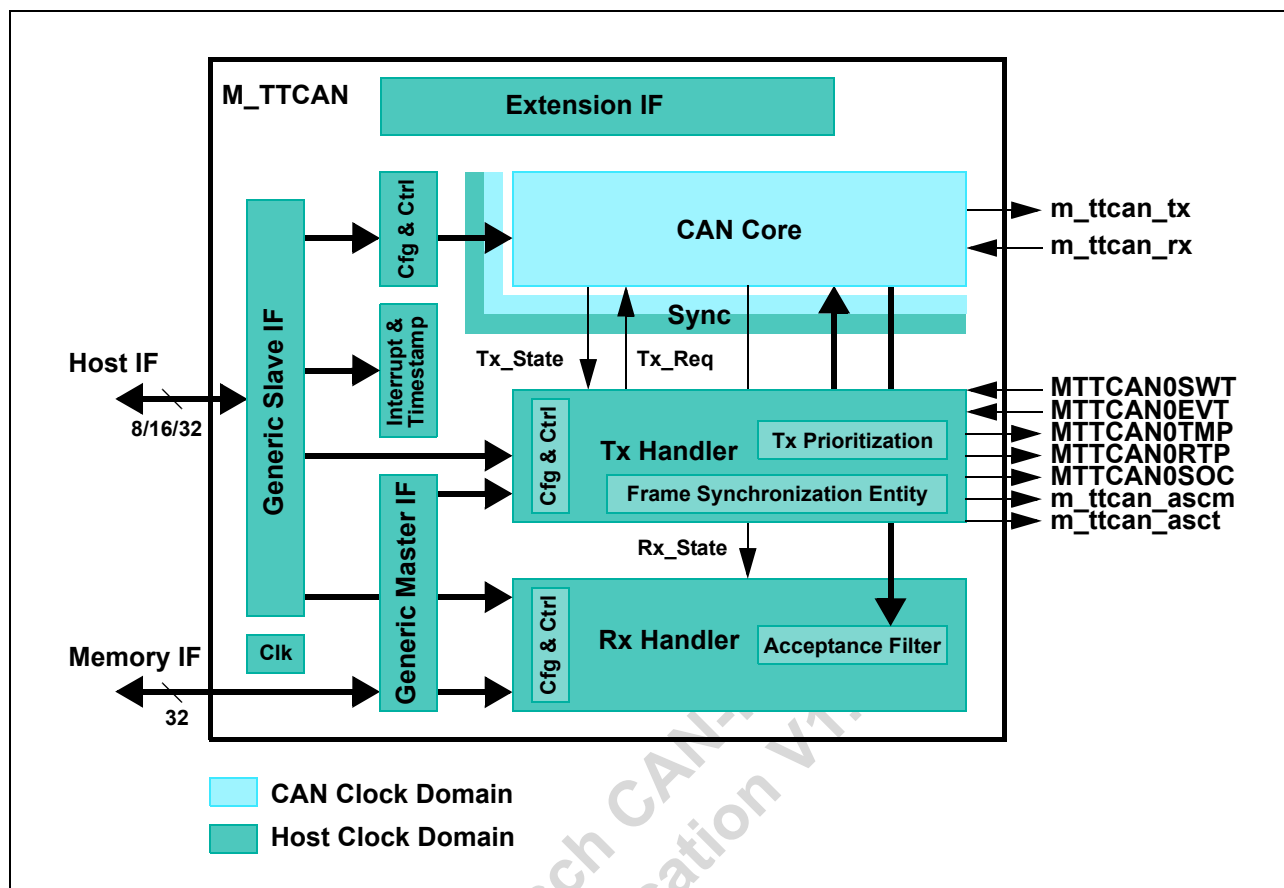 M_TTCAN
Extension IF
Cfg & Ctrl
CAN Core
m_ttcan_tx
m_ttcan_rx
Sync
Generic Slave IF
Interrupt &
Timestamp
Host IF
8/16/32
Tx_State
Tx_Req
Cfg & Ctrl
Tx Handler
Tx Prioritization
Frame Synchronization Entity
MTTCAN0SWT
MTTCAN0EVT
MTTCAN0TMP
MTTCAN0RTP
MTTCAN0SOC
m_ttcan_ascm
m_ttcan_asct
Generic Master IF
Rx_State
Cfg & Ctrl
Rx Handler
Acceptance Filter
Clk
Memory IF
32
CAN Clock Domain
Host Clock Domain